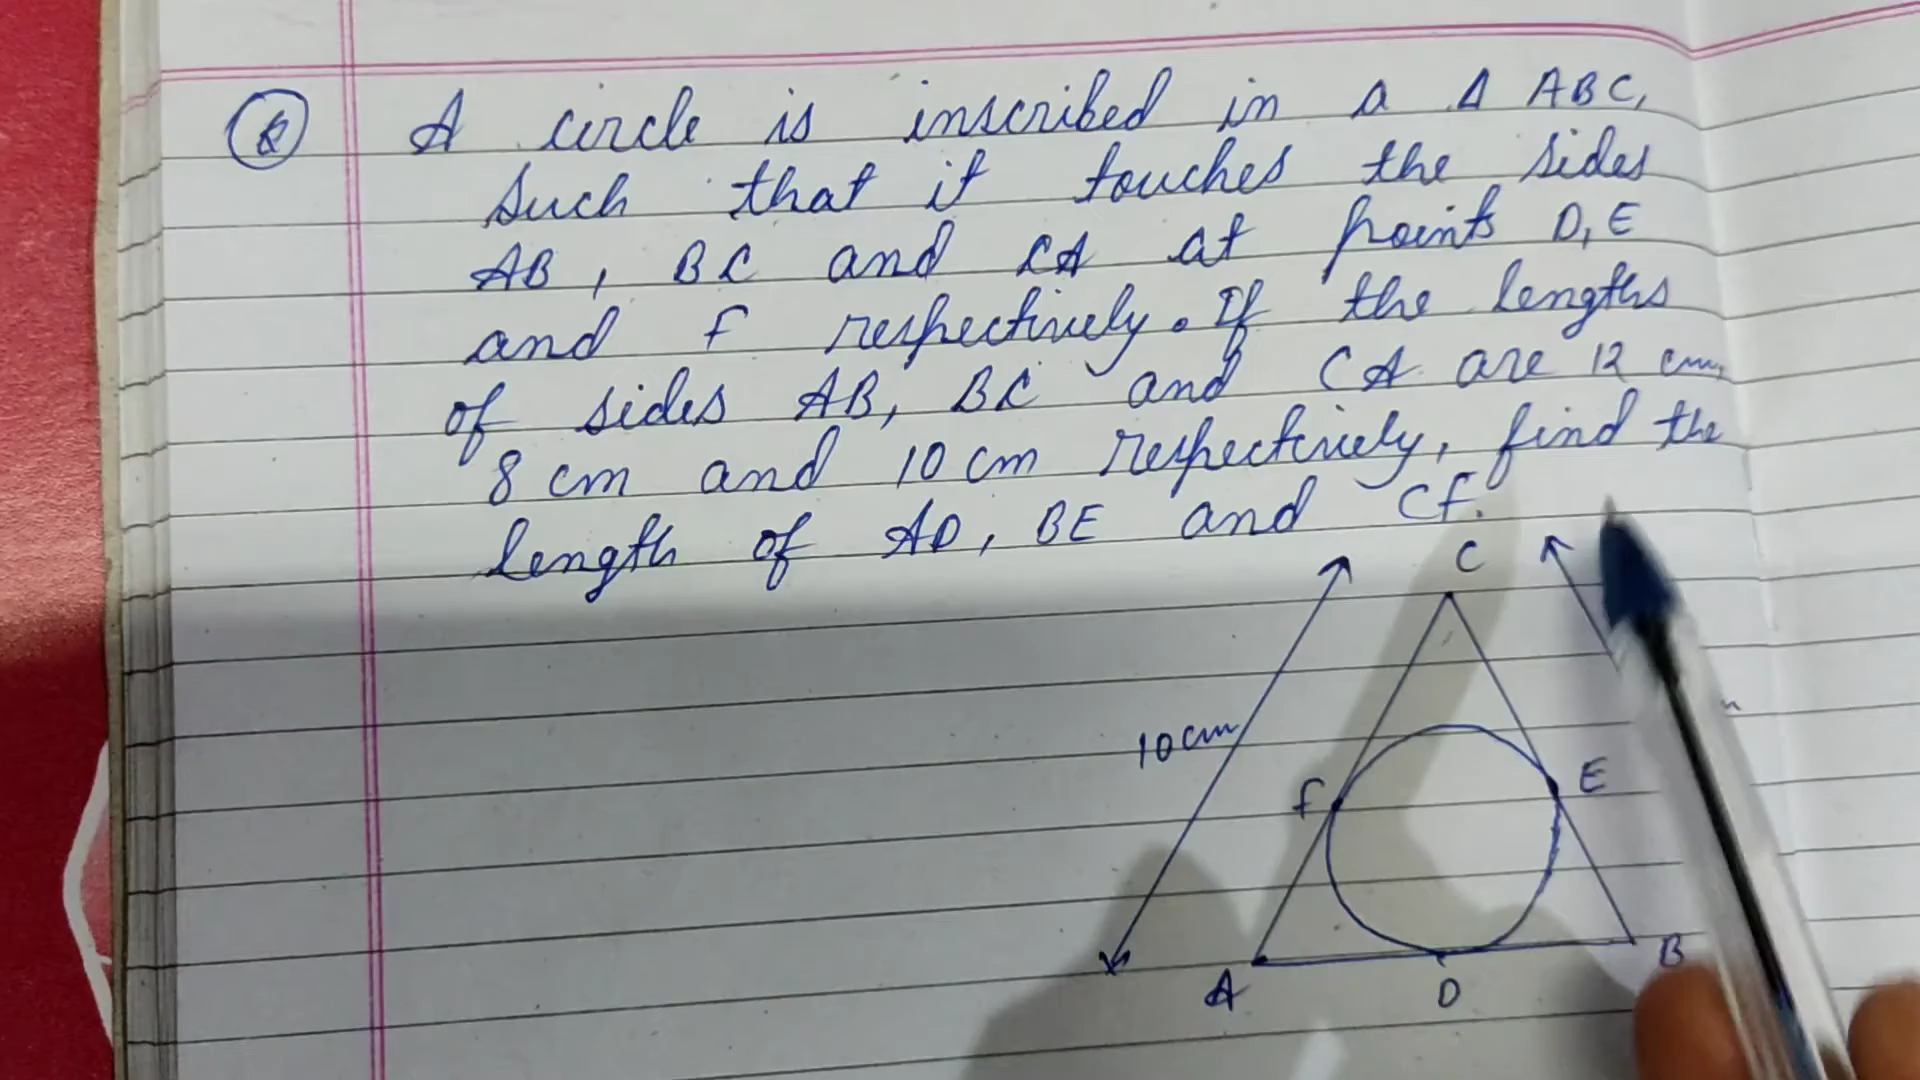 Q A circle is inscribed in a Δ ABC,
such that it touches the sides
AB, BC and CA at points D, E
and F respectively. If the lengths
of sides AB, BC and CA are 12 cm,
8 cm and 10 cm respectively, find the
length of AD, BE and CF.
C
10 cm
F E
A D B